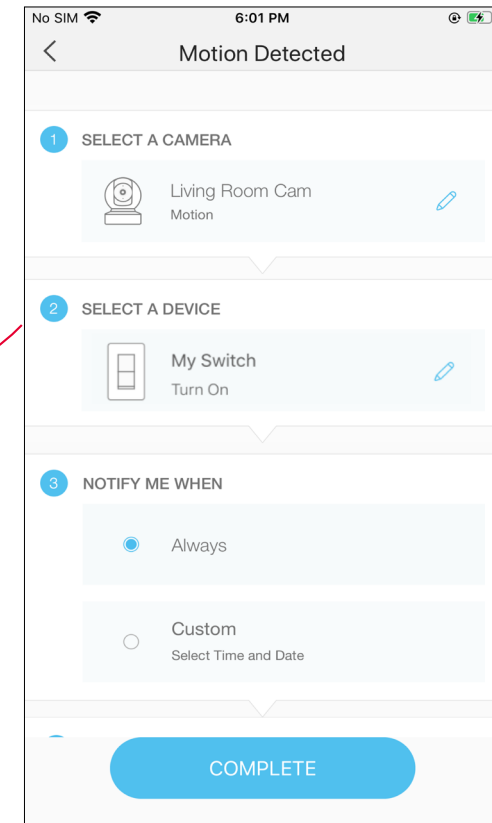 No SIM 6:01 PM
Motion Detected
1 SELECT A CAMERA
Living Room Cam
Motion
2 SELECT A DEVICE
My Switch
Turn On
3 NOTIFY ME WHEN
Always
Custom
Select Time and Date
COMPLETE